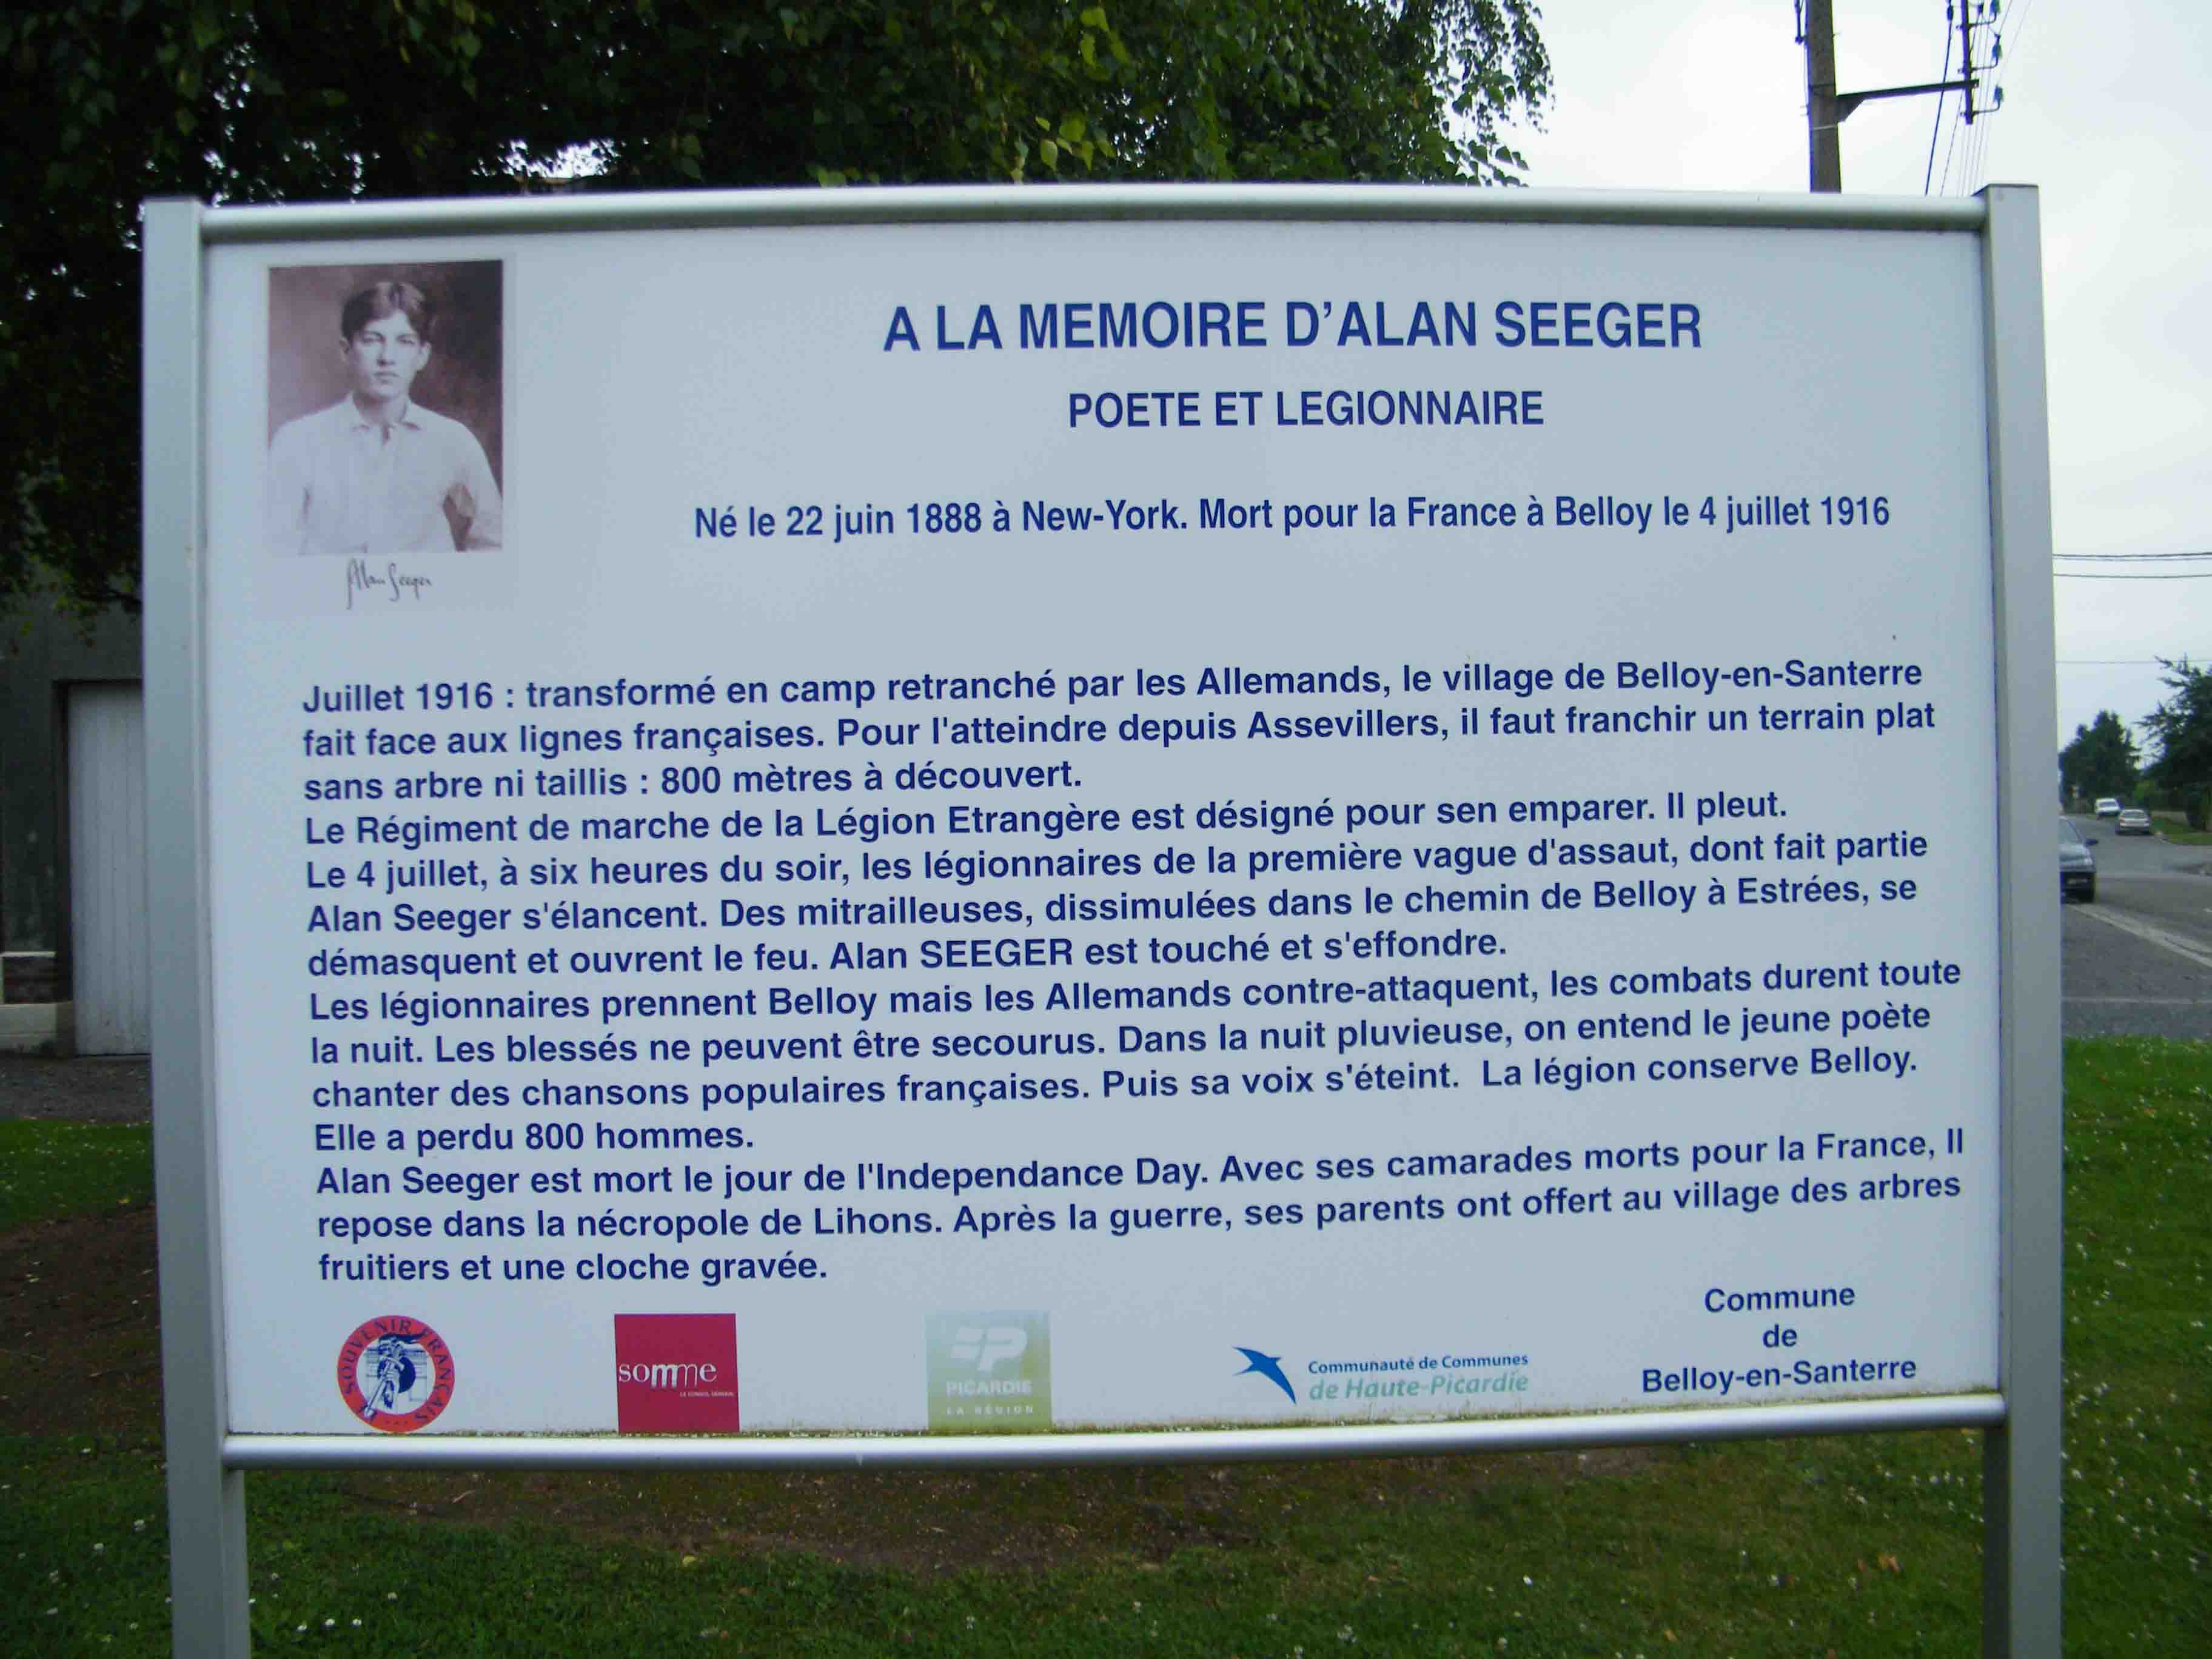 A LA MEMOIRE D'ALAN SEEGER
POETE ET LEGIONNAIRE
Né le 22 juin 1888 à New-York. Mort pour la France à Belloy le 4 juillet 1916
Alan Seeger
Juillet 1916 : transformé en camp retranché par les Allemands, le village de Belloy-en-Santerre
fait face aux lignes françaises. Pour l'atteindre depuis Assevillers, il faut franchir un terrain plat
sans arbre ni taillis : 800 mètres à découvert.
Le Régiment de marche de la Légion Etrangère est désigné pour sen emparer. Il pleut.
Le 4 juillet, à six heures du soir, les légionnaires de la première vague d'assaut, dont fait partie
Alan Seeger s'élancent. Des mitrailleuses, dissimulées dans le chemin de Belloy à Estrées, se
démasquent et ouvrent le feu. Alan SEEGER est touché et s'effondre.
Les légionnaires prennent Belloy mais les Allemands contre-attaquent, les combats durent toute
la nuit. Les blessés ne peuvent être secourus. Dans la nuit pluvieuse, on entend le jeune poète
chanter des chansons populaires françaises. Puis sa voix s'éteint. La légion conserve Belloy.
Elle a perdu 800 hommes.
Alan Seeger est mort le jour de l'Independance Day. Avec ses camarades morts pour la France, Il
repose dans la nécropole de Lihons. Après la guerre, ses parents ont offert au village des arbres
fruitiers et une cloche gravée.
SOUVENIR FRANÇAIS
somme
LE CONSEIL GENERAL
PICARDIE
LA RÉGION
Communauté de Communes
de Haute-Picardie
Commune
de
Belloy-en-Santerre